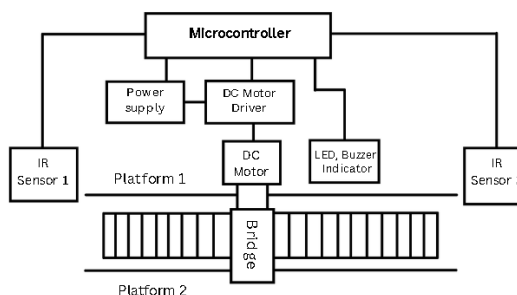 Microcontroller
Power
supply
DC Motor
Driver
IR
Sensor 1
Platform 1
DC
Motor
LED, Buzzer
Indicator
IR
Sensor
Bridge
Platform 2